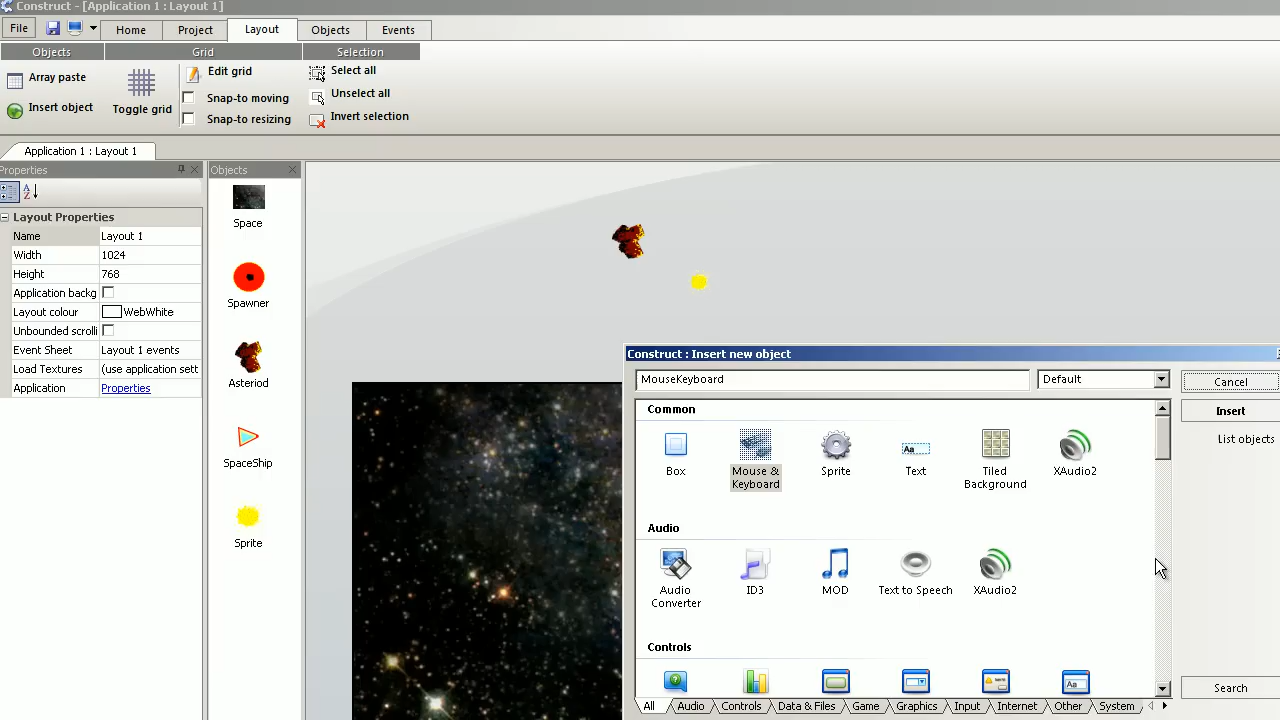 Construct - [Application 1 : Layout 1]
File
Home
Project
Layout
Objects
Events
Objects
Grid
Selection
Array paste
Insert object
Toggle grid
Edit grid
Snap-to moving
Snap-to resizing
Select all
Unselect all
Invert selection
Application 1 : Layout 1
Properties
Objects
Layout Properties
Name Layout 1
Width 1024
Height 768
Application backg
Layout colour WebWhite
Unbounded scrolli
Event Sheet Layout 1 events
Load Textures (use application sett
Application Properties
Space
Spawner
Asteriod
SpaceShip
Sprite
Construct : Insert new object
MouseKeyboard
Default
Cancel
Insert
List objects
Search
Common
Box
Mouse &
Keyboard
Sprite
Text
Tiled
Background
XAudio2
Audio
Audio
Converter
ID3
MOD
Text to Speech
XAudio2
Controls
All Audio Controls Data & Files Game Graphics Input Internet Other System